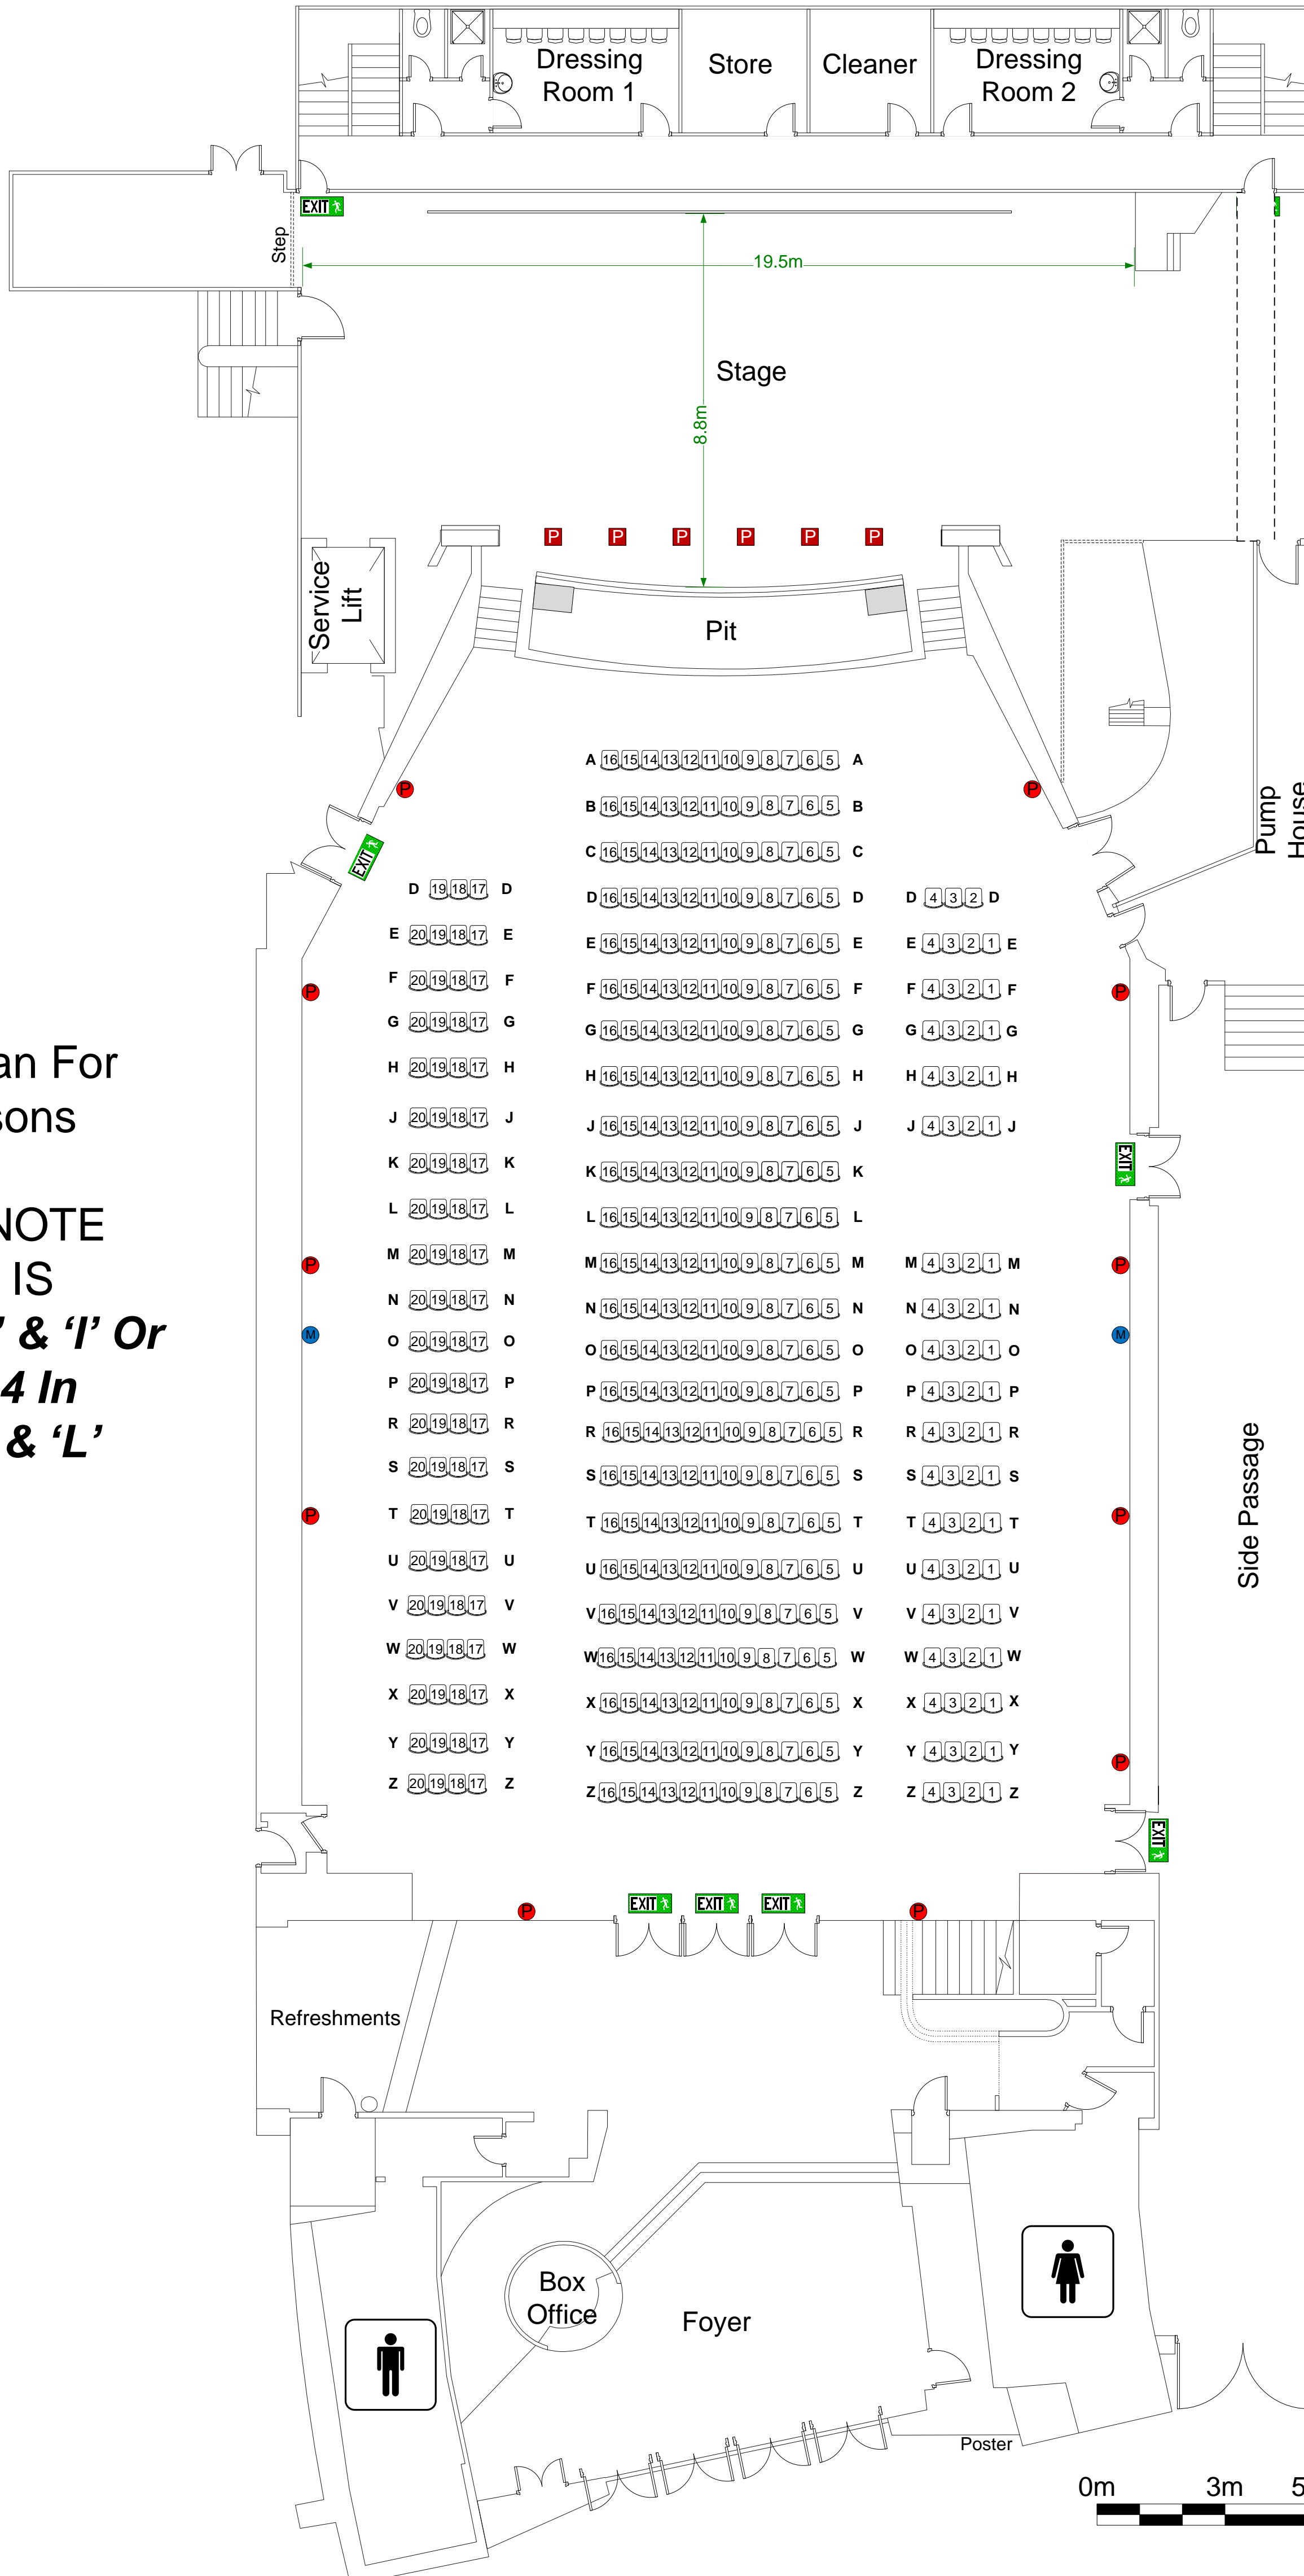 Dressing
Room 1
Store
Cleaner
Dressing
Room 2
EXIT
Step
19.5m
Stage
8.8m
P P P P P P
Service
Lift
Pit
A 16 15 14 13 12 11 10 9 8 7 6 5 A
P P
B 16 15 14 13 12 11 10 9 8 7 6 5 B
Pump
House
EXIT
C 16 15 14 13 12 11 10 9 8 7 6 5 C
D 19 18 17 D D 16 15 14 13 12 11 10 9 8 7 6 5 D D 4 3 2 D
E 20 19 18 17 E E 16 15 14 13 12 11 10 9 8 7 6 5 E E 4 3 2 1 E
F 20 19 18 17 F F 16 15 14 13 12 11 10 9 8 7 6 5 F F 4 3 2 1 F
P P
G 20 19 18 17 G G 16 15 14 13 12 11 10 9 8 7 6 5 G G 4 3 2 1 G
an For
H 20 19 18 17 H H 16 15 14 13 12 11 10 9 8 7 6 5 H H 4 3 2 1 H
sons
J 20 19 18 17 J J 16 15 14 13 12 11 10 9 8 7 6 5 J J 4 3 2 1 J
EXIT
K 20 19 18 17 K K 16 15 14 13 12 11 10 9 8 7 6 5 K
L 20 19 18 17 L L 16 15 14 13 12 11 10 9 8 7 6 5 L
NOTE
M 20 19 18 17 M M 16 15 14 13 12 11 10 9 8 7 6 5 M M 4 3 2 1 M
P P
IS
N 20 19 18 17 N N 16 15 14 13 12 11 10 9 8 7 6 5 N N 4 3 2 1 N
M M
’ & ‘I’ Or
O 20 19 18 17 O O 16 15 14 13 12 11 10 9 8 7 6 5 O O 4 3 2 1 O
P 20 19 18 17 P P 16 15 14 13 12 11 10 9 8 7 6 5 P P 4 3 2 1 P
4 In
R 20 19 18 17 R R 16 15 14 13 12 11 10 9 8 7 6 5 R R 4 3 2 1 R
& ‘L’
S 20 19 18 17 S S 16 15 14 13 12 11 10 9 8 7 6 5 S S 4 3 2 1 S
Side Passage
T 20 19 18 17 T T 16 15 14 13 12 11 10 9 8 7 6 5 T T 4 3 2 1 T
P P
U 20 19 18 17 U U 16 15 14 13 12 11 10 9 8 7 6 5 U U 4 3 2 1 U
V 20 19 18 17 V V 16 15 14 13 12 11 10 9 8 7 6 5 V V 4 3 2 1 V
W 20 19 18 17 W W 16 15 14 13 12 11 10 9 8 7 6 5 W W 4 3 2 1 W
X 20 19 18 17 X X 16 15 14 13 12 11 10 9 8 7 6 5 X X 4 3 2 1 X
Y 20 19 18 17 Y Y 16 15 14 13 12 11 10 9 8 7 6 5 Y Y 4 3 2 1 Y
P
Z 20 19 18 17 Z Z 16 15 14 13 12 11 10 9 8 7 6 5 Z Z 4 3 2 1 Z
EXIT
EXIT EXIT EXIT
P P
Refreshments
Box
Office
Foyer
Poster
0m 3m 5